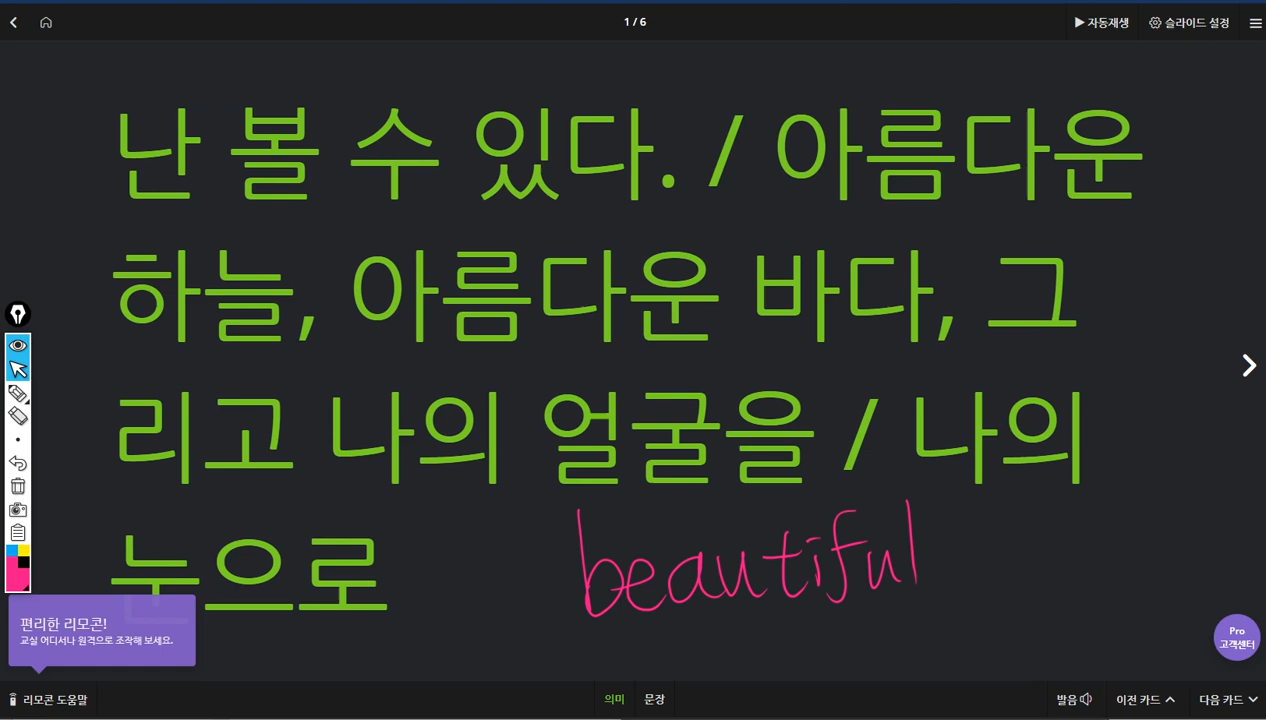 1 / 6
자동재생
슬라이드 설정
난 볼 수 있다. / 아름다운
하늘, 아름다운 바다, 그
리고 나의 얼굴을 / 나의
눈으로
beautiful
편리한 리모콘!
교실 어디서나 원격으로 조작해 보세요.
Pro
고객센터
리모콘 도움말
의미
문장
발음
이전 카드
다음 카드